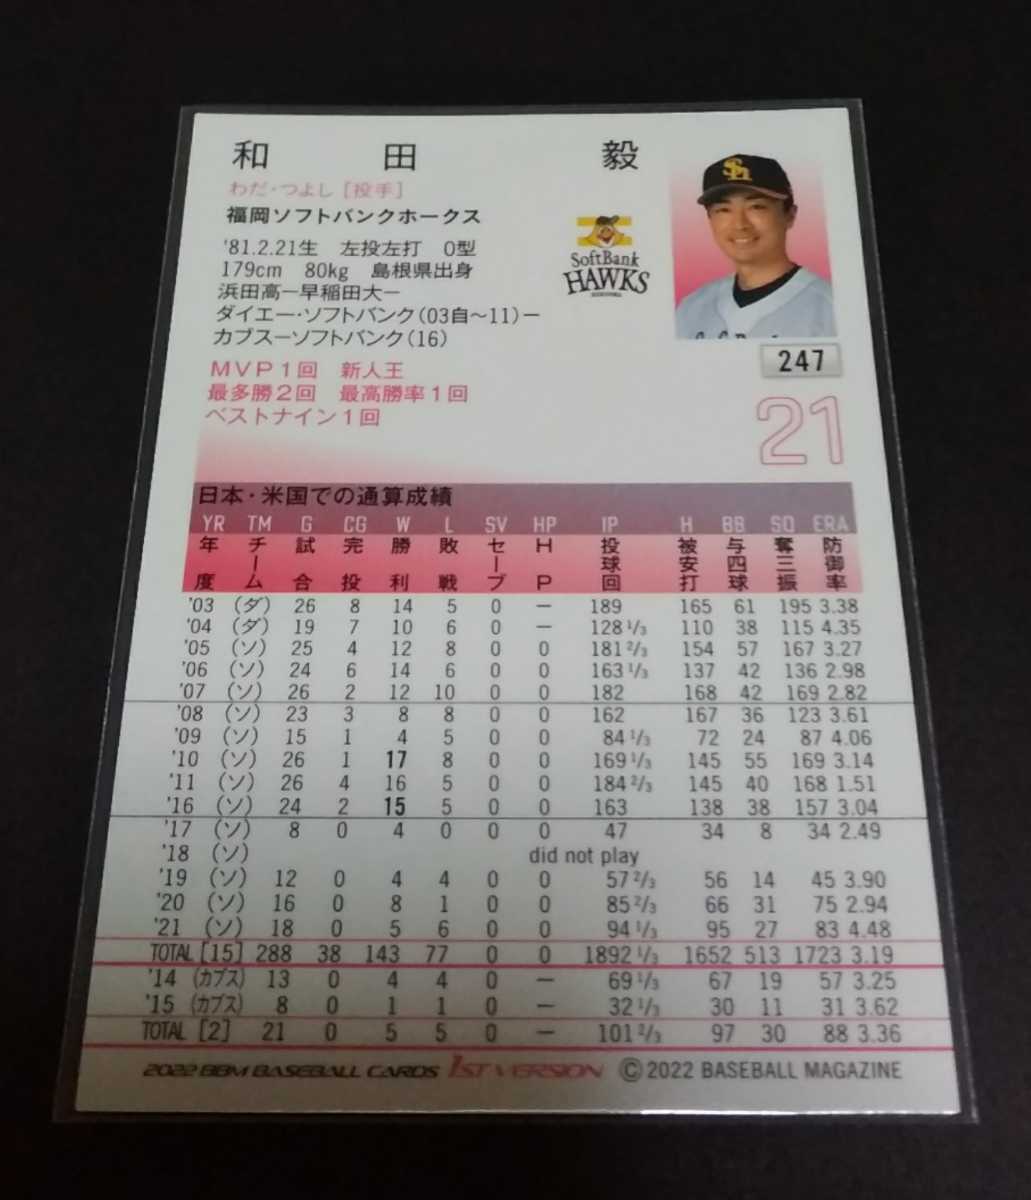 和 田 毅
わだ・つよし [投手]
福岡ソフトバンクホークス
'81.2.21生 左投左打 O型
179cm 80kg 島根県出身
浜田高ー早稲田大ー
ダイエー・ソフトバンク(03自〜11)ー
カブスーソフトバンク(16)
MVP1回 新人王
最多勝2回 最高勝率1回
ベストナイン1回
SoftBank
HAWKS
247
21
日本・米国での通算成績
YR TM G CG W L SV HP IP H BB SO ERA
年度 チーム 試合 完投 勝利 敗戦 セーブ HP 投球回 被安打 与四球 奪三振 防御率
'03 (ダ) 26 8 14 5 0 ー 189 165 61 195 3.38
'04 (ダ) 19 7 10 6 0 ー 128 1/3 110 38 115 4.35
'05 (ソ) 25 4 12 8 0 0 181 2/3 154 57 167 3.27
'06 (ソ) 24 6 14 6 0 0 163 1/3 137 42 136 2.98
'07 (ソ) 26 2 12 10 0 0 182 168 42 169 2.82
'08 (ソ) 23 3 8 8 0 0 162 167 36 123 3.61
'09 (ソ) 15 1 4 5 0 0 84 1/3 72 24 87 4.06
'10 (ソ) 26 1 17 8 0 0 169 1/3 145 55 169 3.14
'11 (ソ) 26 4 16 5 0 0 184 2/3 145 40 168 1.51
'16 (ソ) 24 2 15 5 0 0 163 138 38 157 3.04
'17 (ソ) 8 0 4 0 0 0 47 34 8 34 2.49
'18 (ソ) did not play
'19 (ソ) 12 0 4 4 0 0 57 2/3 56 14 45 3.90
'20 (ソ) 16 0 8 1 0 0 85 2/3 66 31 75 2.94
'21 (ソ) 18 0 5 6 0 0 94 1/3 95 27 83 4.48
TOTAL [15] 288 38 143 77 0 0 1892 1/3 1652 513 1723 3.19
'14 (カブス) 13 0 4 4 0 ー 69 1/3 67 19 57 3.25
'15 (カブス) 8 0 1 1 0 ー 32 1/3 30 11 31 3.62
TOTAL [2] 21 0 5 5 0 ー 101 2/3 97 30 88 3.36
2022 BBM BASEBALL CARDS 1ST VERSION © 2022 BASEBALL MAGAZINE